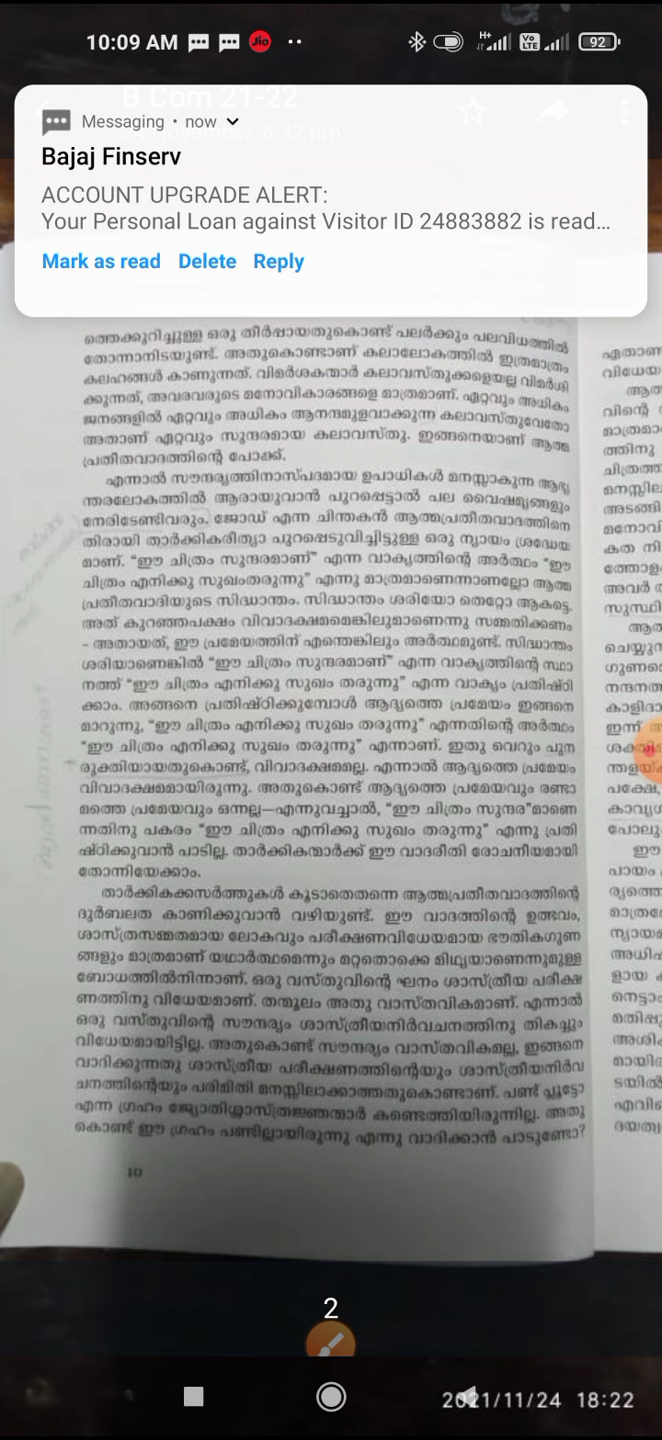 10:09 AM
Jio
H+
Vo LTE
92
B Com 21-22
November, 6:32 pm
Messaging • now
Bajaj Finserv
ACCOUNT UPGRADE ALERT:
Your Personal Loan against Visitor ID 24883882 is read...
Mark as read Delete Reply
ത്തെക്കുറിച്ചുള്ള ഒരു തീർപ്പായതുകൊണ്ട് പലർക്കും പലവിധത്തിൽ
തോന്നാനിടയുണ്ട്. അതുകൊണ്ടാണ് കലാലോകത്തിൽ ഇത്രമാത്രം
കലഹങ്ങൾ കാണുന്നത്. വിമർശകന്മാർ കലാവസ്തുക്കളെയല്ല വിമർശി
ക്കുന്നത്, അവരവരുടെ മനോവികാരങ്ങളെ മാത്രമാണ്. ഏറ്റവും അധികം
ജനങ്ങളിൽ ഏറ്റവും അധികം ആനന്ദമുളവാക്കുന്ന കലാവസ്തുവേതോ
അതാണ് ഏറ്റവും സുന്ദരമായ കലാവസ്തു. ഇങ്ങനെയാണ് ആത്മ
പ്രതീതവാദത്തിന്റെ പോക്ക്.
എന്നാൽ സൗന്ദര്യത്തിനാസ്പദമായ ഉപാധികൾ മനസ്സാകുന്ന ആഭ്യ
ന്തരലോകത്തിൽ ആരായുവാൻ പുറപ്പെട്ടാൽ പല വൈഷമ്യങ്ങളും
നേരിടേണ്ടിവരും. ജോഡ് എന്ന ചിന്തകൻ ആത്മപ്രതീതവാദത്തിനെ
തിരായി താർക്കികരീത്യാ പുറപ്പെടുവിച്ചിട്ടുള്ള ഒരു ന്യായം ശ്രദ്ധേയ
മാണ്. “ഈ ചിത്രം സുന്ദരമാണ്” എന്ന വാക്യത്തിന്റെ അർത്ഥം “ഈ
ചിത്രം എനിക്കു സുഖംതരുന്നു” എന്നു മാത്രമാണെന്നാണല്ലോ ആത്മ
പ്രതീതവാദിയുടെ സിദ്ധാന്തം. സിദ്ധാന്തം ശരിയോ തെറ്റോ ആകട്ടെ.
അത് കുറഞ്ഞപക്ഷം വിവാദക്ഷമമെങ്കിലുമാണെന്നു സമ്മതിക്കണം
– അതായത്, ഈ പ്രമേയത്തിന് എന്തെങ്കിലും അർത്ഥമുണ്ട്. സിദ്ധാന്തം
ശരിയാണെങ്കിൽ “ഈ ചിത്രം സുന്ദരമാണ്” എന്ന വാക്യത്തിന്റെ സ്ഥാ
നത്ത് “ഈ ചിത്രം എനിക്കു സുഖം തരുന്നു” എന്ന വാക്യം പ്രതിഷ്ഠി
ക്കാം. അങ്ങനെ പ്രതിഷ്ഠിക്കുമ്പോൾ ആദ്യത്തെ പ്രമേയം ഇങ്ങനെ
മാറുന്നു, “ഈ ചിത്രം എനിക്കു സുഖം തരുന്നു” എന്നതിന്റെ അർത്ഥം
“ഈ ചിത്രം എനിക്കു സുഖം തരുന്നു” എന്നാണ്. ഇതു വെറും പുന
രുക്തിയായതുകൊണ്ട്, വിവാദക്ഷമമല്ല. എന്നാൽ ആദ്യത്തെ പ്രമേയം
വിവാദക്ഷമമായിരുന്നു. അതുകൊണ്ട് ആദ്യത്തെ പ്രമേയവും രണ്ടാ
മത്തെ പ്രമേയവും ഒന്നല്ല—എന്നുവച്ചാൽ, “ഈ ചിത്രം സുന്ദര”മാണെ
ന്നതിനു പകരം “ഈ ചിത്രം എനിക്കു സുഖം തരുന്നു” എന്നു പ്രതി
ഷ്ഠിക്കുവാൻ പാടില്ല. താർക്കികന്മാർക്ക് ഈ വാദരീതി രോചനീയമായി
തോന്നിയേക്കാം.
താർക്കികകസർത്തുകൾ കൂടാതെതന്നെ ആത്മപ്രതീതവാദത്തിന്റെ
ദുർബലത കാണിക്കുവാൻ വഴിയുണ്ട്. ഈ വാദത്തിന്റെ ഉത്ഭവം,
ശാസ്ത്രസമ്മതമായ ലോകവും പരീക്ഷണവിധേയമായ ഭൗതികഗുണ
ങ്ങളും മാത്രമാണ് യഥാർത്ഥമെന്നും മറ്റതൊക്കെ മിഥ്യയാണെന്നുമുള്ള
ബോധത്തിൽനിന്നാണ്. ഒരു വസ്തുവിന്റെ ഘനം ശാസ്ത്രീയ പരീക്ഷ
ണത്തിനു വിധേയമാണ്. തന്മൂലം അതു വാസ്തവികമാണ്. എന്നാൽ
ഒരു വസ്തുവിന്റെ സൗന്ദര്യം ശാസ്ത്രീയനിർവചനത്തിനു തികച്ചും
വിധേയമായിട്ടില്ല. അതുകൊണ്ട് സൗന്ദര്യം വാസ്തവികമല്ല, ഇങ്ങനെ
വാദിക്കുന്നതു ശാസ്ത്രീയ പരീക്ഷണത്തിന്റെയും ശാസ്ത്രീയനിർവ
ചനത്തിന്റെയും പരിമിതി മനസ്സിലാക്കാത്തതുകൊണ്ടാണ്. പണ്ട് പ്ലൂട്ടോ
എന്ന ഗ്രഹം ജ്യോതിശ്ശാസ്ത്രജ്ഞന്മാർ കണ്ടെത്തിയിരുന്നില്ല. അതു
കൊണ്ട് ഈ ഗ്രഹം പണ്ടില്ലായിരുന്നു എന്നു വാദിക്കാൻ പാടുണ്ടോ?
10
2
2021/11/24 18:22